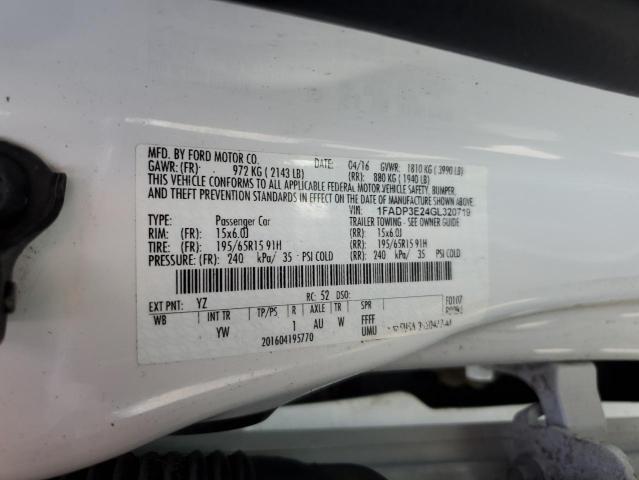 MFD. BY FORD MOTOR CO. DATE: 04/16 GVWR: 1810 KG ( 3990 LB)
GAWR: (FR): 972 KG ( 2143 LB) (RR): 880 KG ( 1940 LB)
THIS VEHICLE CONFORMS TO ALL APPLICABLE FEDERAL MOTOR VEHICLE SAFETY, BUMPER,
AND THEFT PREVENTION STANDARDS IN EFFECT ON THE DATE OF MANUFACTURE SHOWN ABOVE.
VIN: 1FADP3E24GL320719
TYPE: Passenger Car TRAILER TOWING - SEE OWNER GUIDE
RIM: (FR): 15x6.0J (RR): 15x6.0J
TIRE: (FR): 195/65R15 91H (RR): 195/65R15 91H
PRESSURE: (FR): 240 kPa/ 35 PSI COLD (RR): 240 kPa/ 35 PSI COLD
EXT PNT: YZ RC: 52 DSO: F0107
WB INT TR TP/PS R AXLE TR SPR
YW 1 AU W FFFF
UMU
201604195770